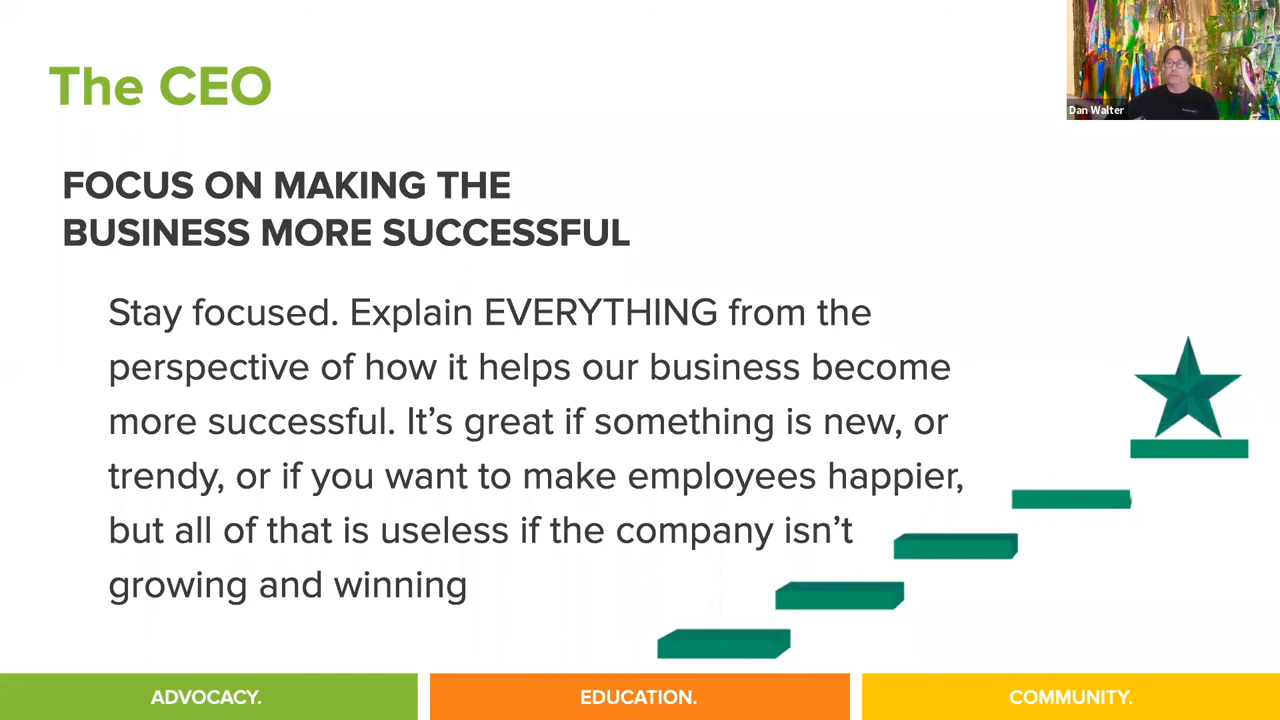 The CEO
Dan Walter
FOCUS ON MAKING THE
BUSINESS MORE SUCCESSFUL
Stay focused. Explain EVERYTHING from the
perspective of how it helps our business become
more successful. It’s great if something is new, or
trendy, or if you want to make employees happier,
but all of that is useless if the company isn’t
growing and winning
ADVOCACY.
EDUCATION.
COMMUNITY.